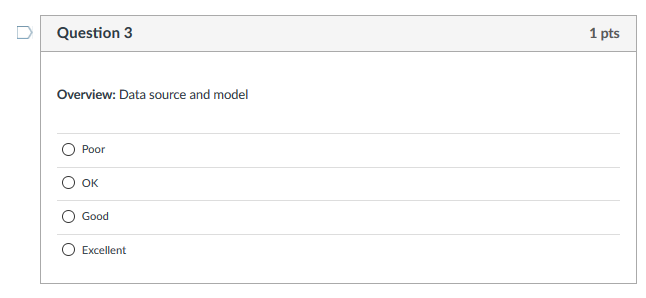 Question 3 1 pts
Overview: Data source and model
Poor
OK
Good
Excellent